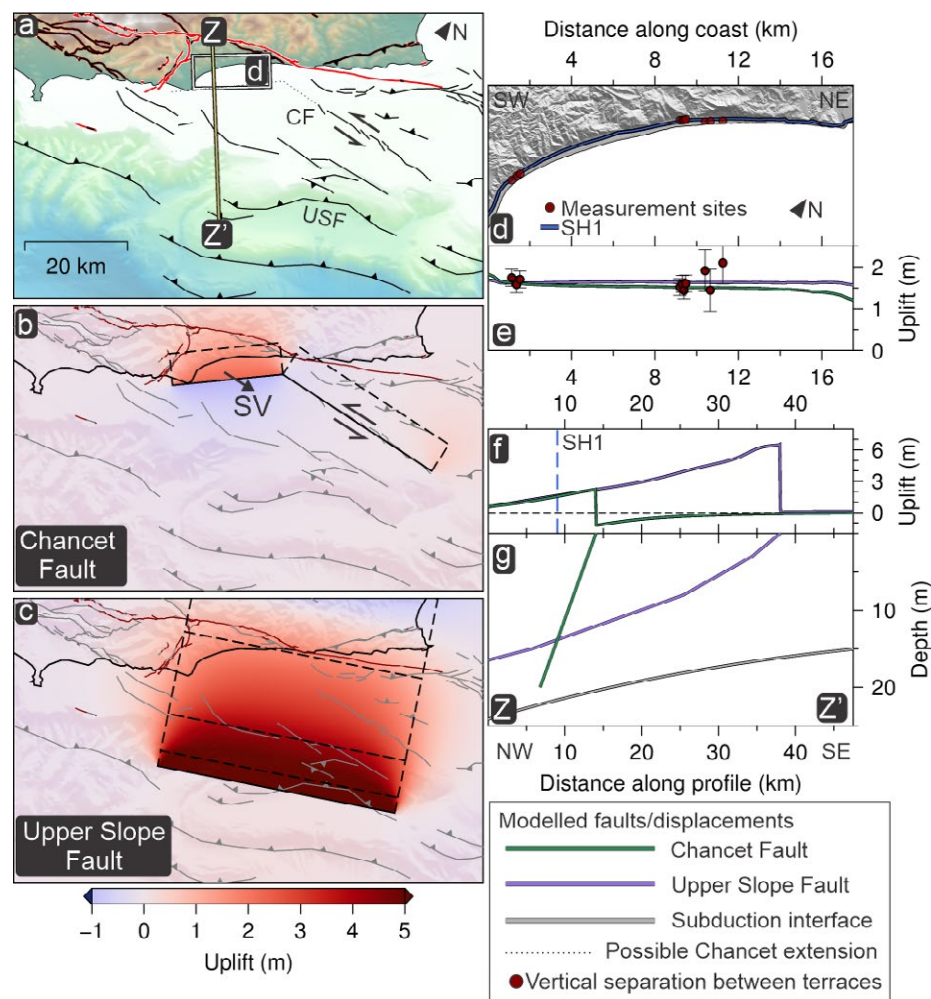 a
Z
N
d
CF
USF
Z'
20 km
b
SV
Chancet
Fault
c
Upper Slope
Fault
−1 0 1 2 3 4 5
Uplift (m)
Distance along coast (km)
4 8 12 16
SW
NE
Measurement sites
N
SH1
d
2
1
0
Uplift (m)
e
4 8 12 16
10 20 30 40
f
SH1
6
3
0
Uplift (m)
g
10
20
Depth (m)
Z
Z'
NW 10 20 30 40 SE
Distance along profile (km)
Modelled faults/displacements
Chancet Fault
Upper Slope Fault
Subduction interface
Possible Chancet extension
Vertical separation between terraces